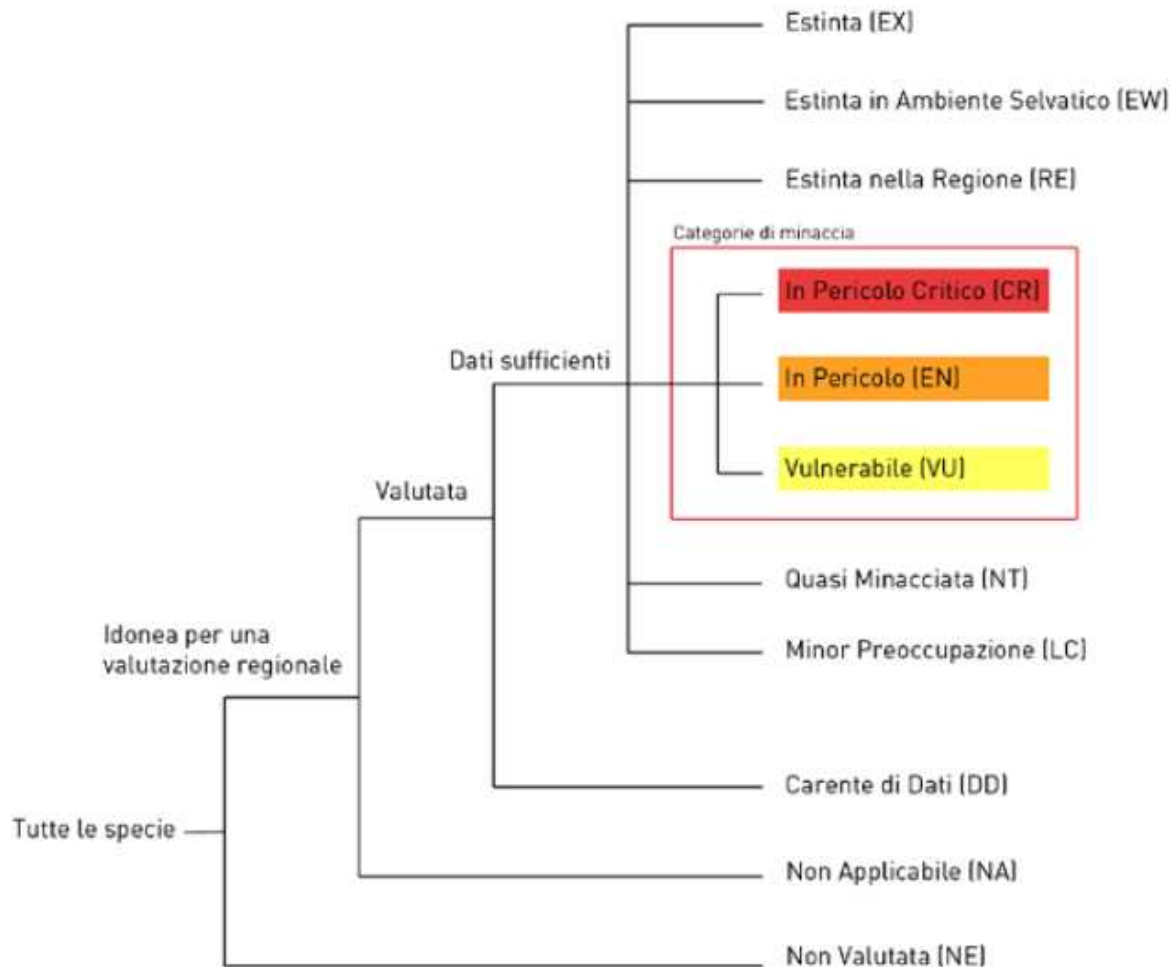 Estinta (EX)
Estinta in Ambiente Selvatico (EW)
Estinta nella Regione (RE)
Categorie di minaccia
In Pericolo Critico (CR)
Dati sufficienti
In Pericolo (EN)
Vulnerabile (VU)
Valutata
Quasi Minacciata (NT)
Idonea per una
valutazione regionale
Minor Preoccupazione (LC)
Carente di Dati (DD)
Tutte le specie
Non Applicabile (NA)
Non Valutata (NE)